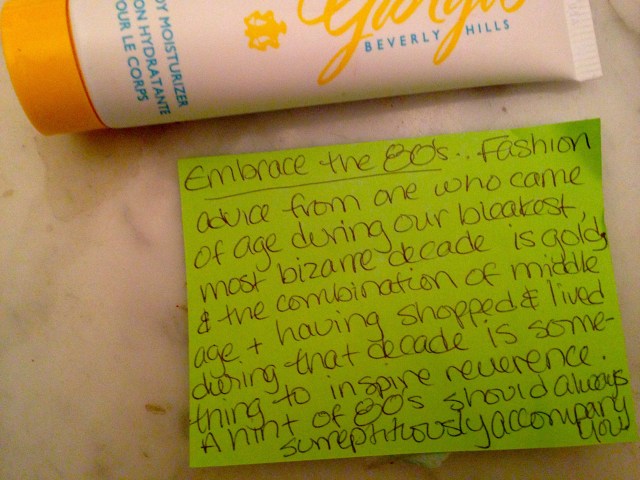 Giorgio
BEVERLY HILLS
DY MOISTURIZER
ON HYDRATANTE
POUR LE CORPS
Embrace the 80's.. Fashion
advice from one who came
of age during our bleakest,
most bizarre decade is gold,
& the combination of middle
age + having shopped & lived
during that decade is some-
thing to inspire reverence.
A hint of 80s should always
surreptitiously accompany
you